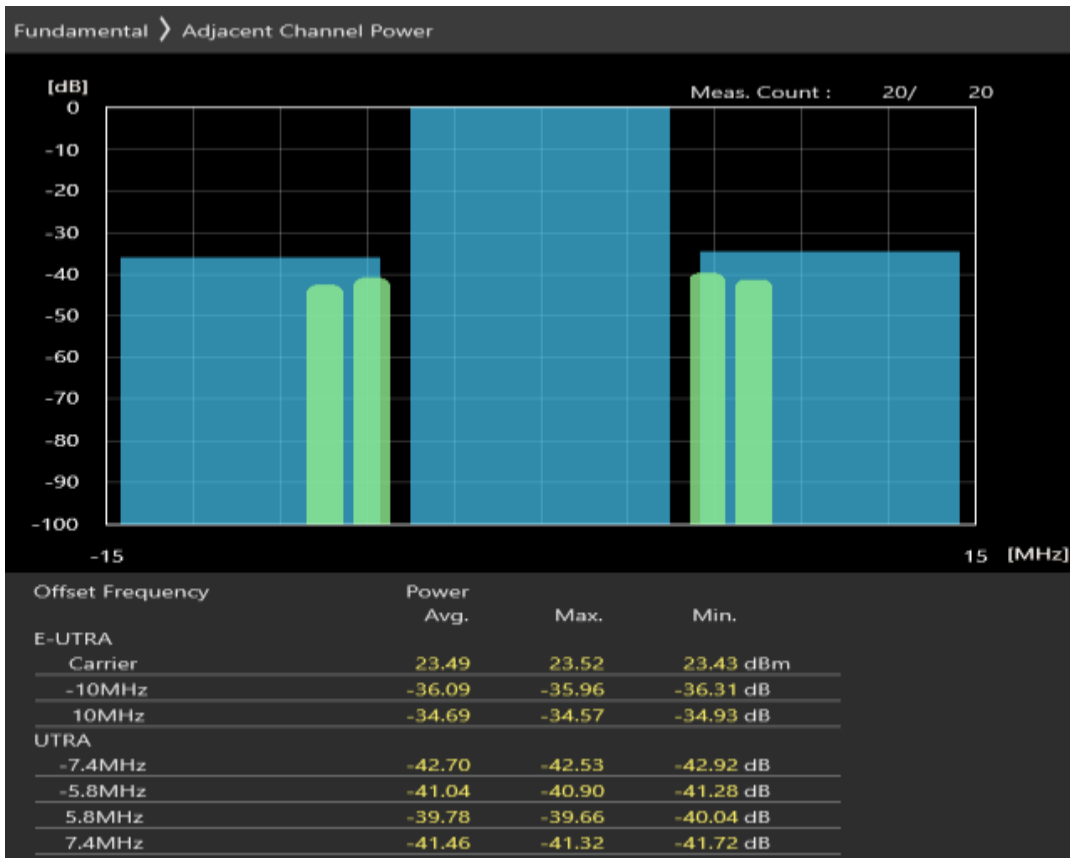 Fundamental ❯ Adjacent Channel Power
[dB]
Meas. Count : 20/ 20
0
-10
-20
-30
-40
-50
-60
-70
-80
-90
-100
-15 15 [MHz]
Offset Frequency Power
Avg. Max. Min.
E-UTRA
Carrier 23.49 23.52 23.43 dBm
-10MHz -36.09 -35.96 -36.31 dB
10MHz -34.69 -34.57 -34.93 dB
UTRA
-7.4MHz -42.70 -42.53 -42.92 dB
-5.8MHz -41.04 -40.90 -41.28 dB
5.8MHz -39.78 -39.66 -40.04 dB
7.4MHz -41.46 -41.32 -41.72 dB